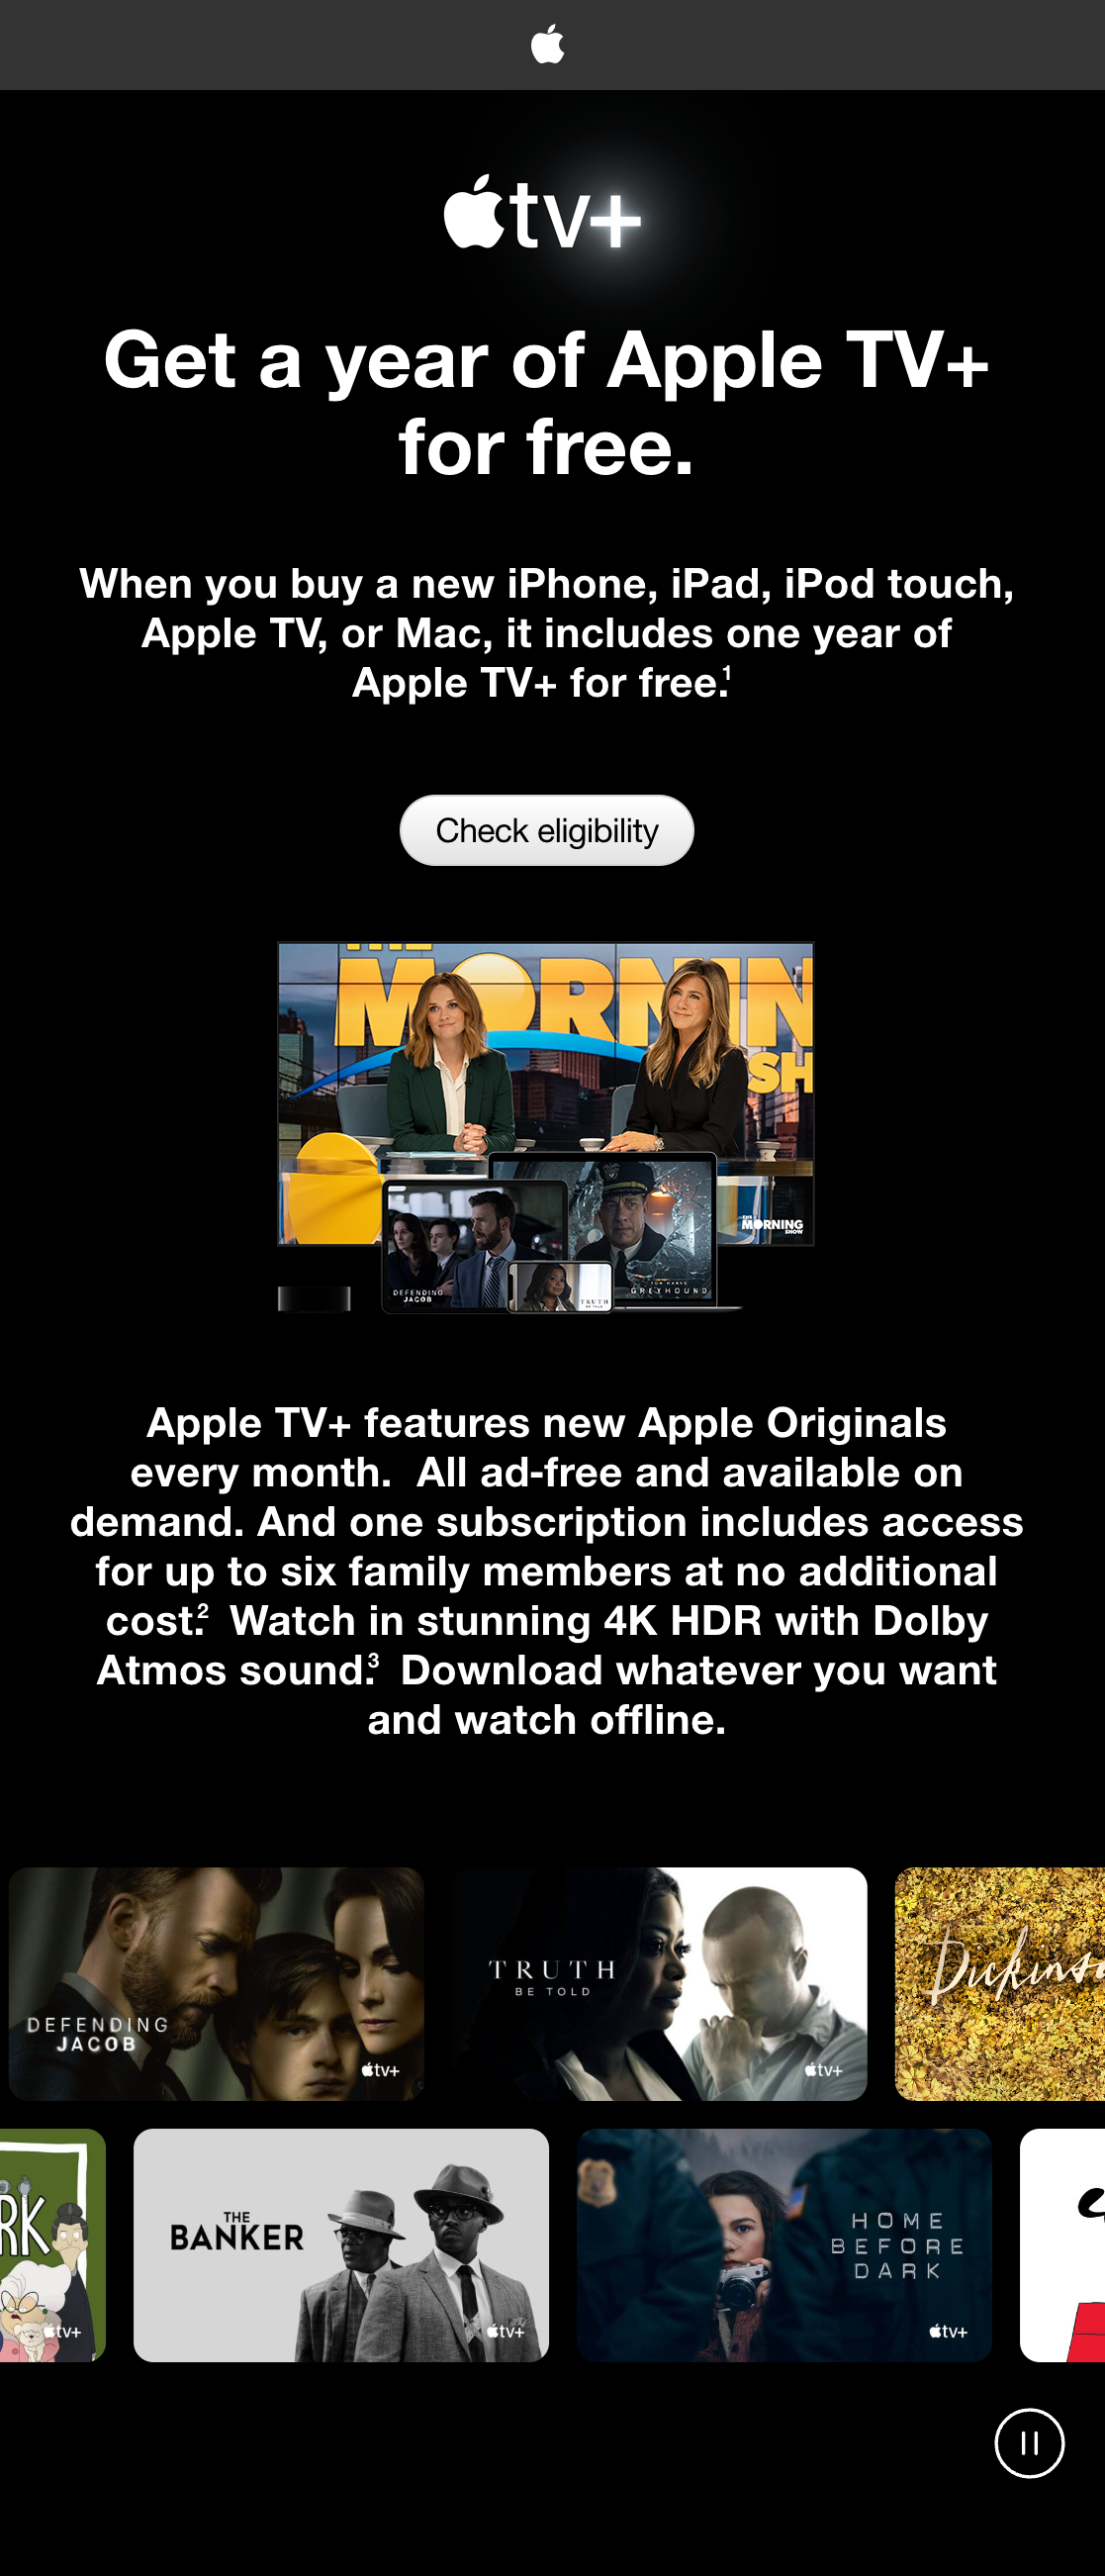 tv+
Get a year of Apple TV+
for free.
When you buy a new iPhone, iPad, iPod touch,
Apple TV, or Mac, it includes one year of
Apple TV+ for free.1
Check eligibility
THE
MORNIN
SH
THE
MORNING
SHOW
DEFENDING
JACOB
TRUTH
BE TOLD
TOM HANKS
GREYHOUND
Apple TV+ features new Apple Originals
every month. All ad-free and available on
demand. And one subscription includes access
for up to six family members at no additional
cost.2 Watch in stunning 4K HDR with Dolby
Atmos sound.3 Download whatever you want
and watch offline.
DEFENDING
JACOB
tv+
TRUTH
BE TOLD
tv+
Dickinso
RK
tv+
THE
BANKER
tv+
HOME
BEFORE
DARK
tv+